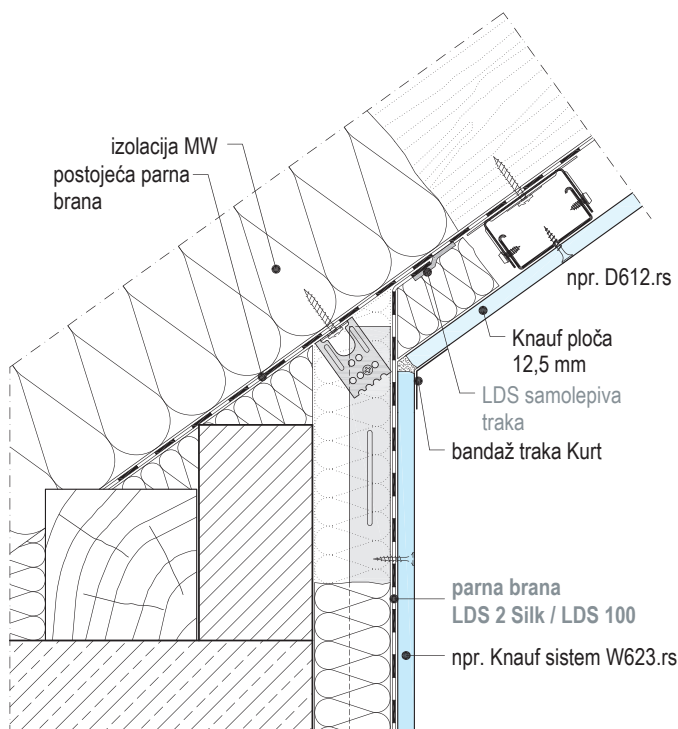 izolacija MW
postojeća parna
brana
npr. D612.rs
Knauf ploča
12,5 mm
LDS samolepiva
traka
bandaž traka Kurt
parna brana
LDS 2 Silk / LDS 100
npr. Knauf sistem W623.rs